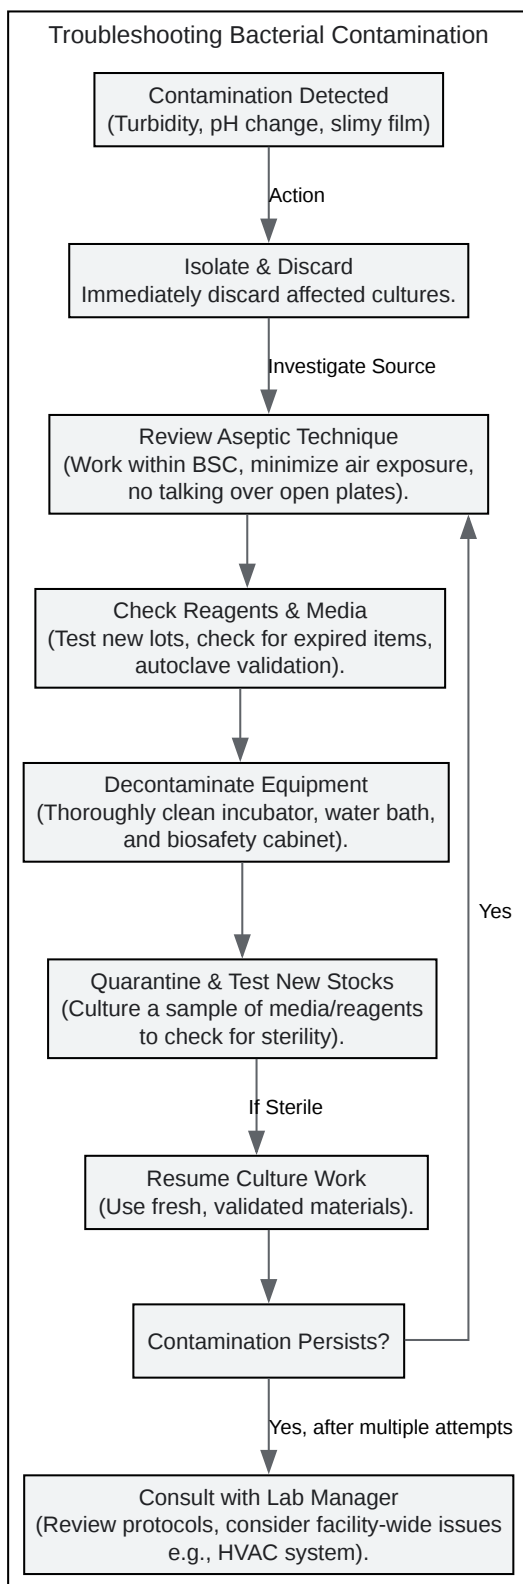 Troubleshooting Bacterial Contamination
Contamination Detected
(Turbidity, pH change, slimy film)
Action
Isolate & Discard
Immediately discard affected cultures.
Investigate Source
Review Aseptic Technique
(Work within BSC, minimize air exposure,
no talking over open plates).
Check Reagents & Media
(Test new lots, check for expired items,
autoclave validation).
Decontaminate Equipment
(Thoroughly clean incubator, water bath,
and biosafety cabinet).
Yes
Quarantine & Test New Stocks
(Culture a sample of media/reagents
to check for sterility).
If Sterile
Resume Culture Work
(Use fresh, validated materials).
Contamination Persists?
Yes, after multiple attempts
Consult with Lab Manager
(Review protocols, consider facility-wide issues
e.g., HVAC system).